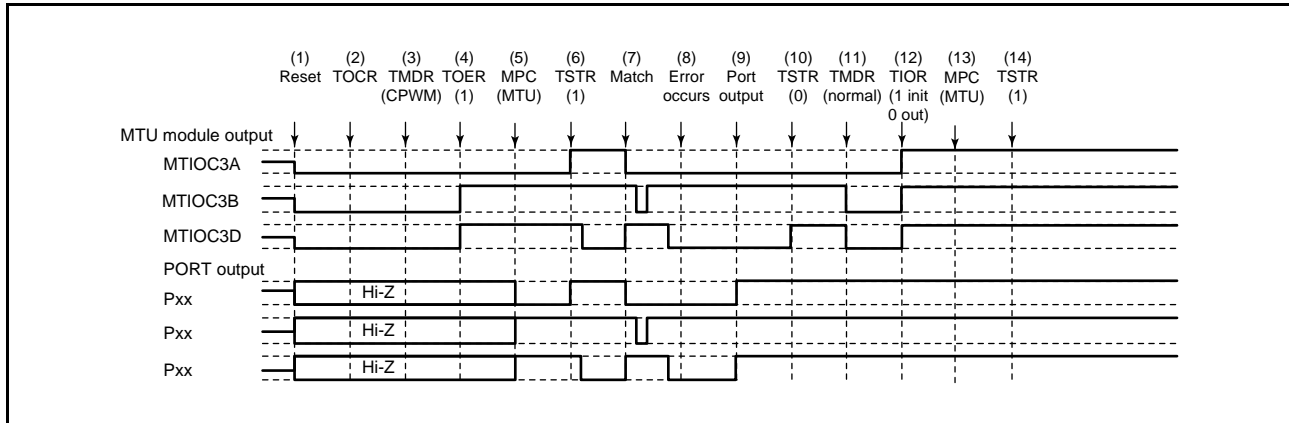 (1) (2) (3) (4) (5) (6) (7) (8) (9) (10) (11) (12) (13) (14)
Reset TOCR TMDR TOER MPC TSTR Match Error Port TSTR TMDR TIOR MPC TSTR
(CPWM) (1) (MTU) (1) occurs output (0) (normal) (1 init (MTU) (1)
0 out)
MTU module output
MTIOC3A
MTIOC3B
MTIOC3D
PORT output
Pxx Hi-Z
Pxx Hi-Z
Pxx Hi-Z